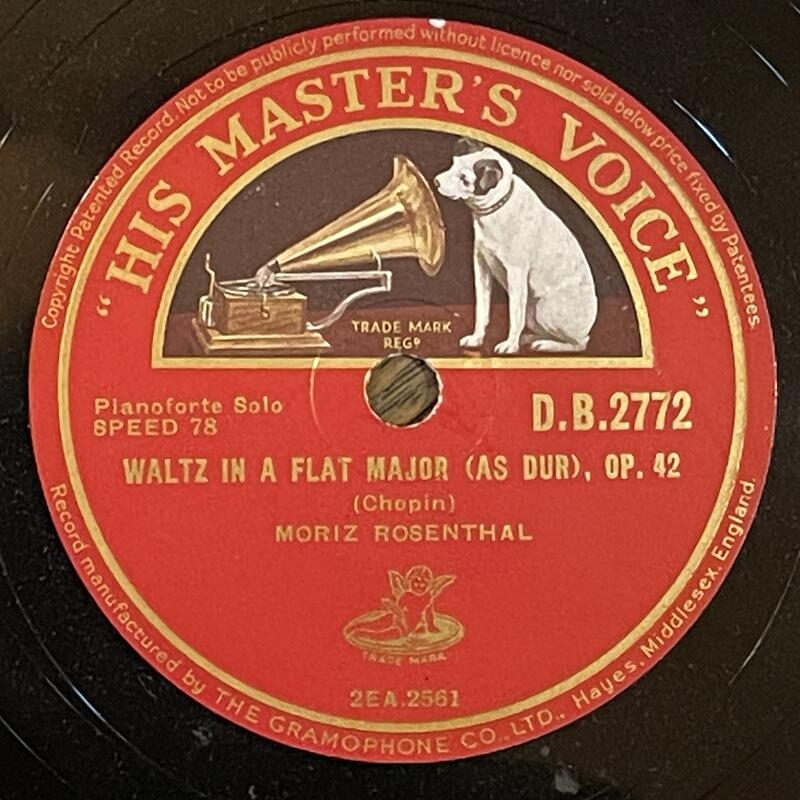 Copyright Patented Record. Not to be publicly performed without licence nor sold below price fixed by Patentees.
"HIS MASTER'S VOICE"
TRADE MARK
REGD
Pianoforte Solo
SPEED 78
D.B.2772
WALTZ IN A FLAT MAJOR (AS DUR), OP. 42
(Chopin)
MORIZ ROSENTHAL
TRADE MARK
2EA.2561
Record manufactured by THE GRAMOPHONE CO., LTD., Hayes, Middlesex, England.